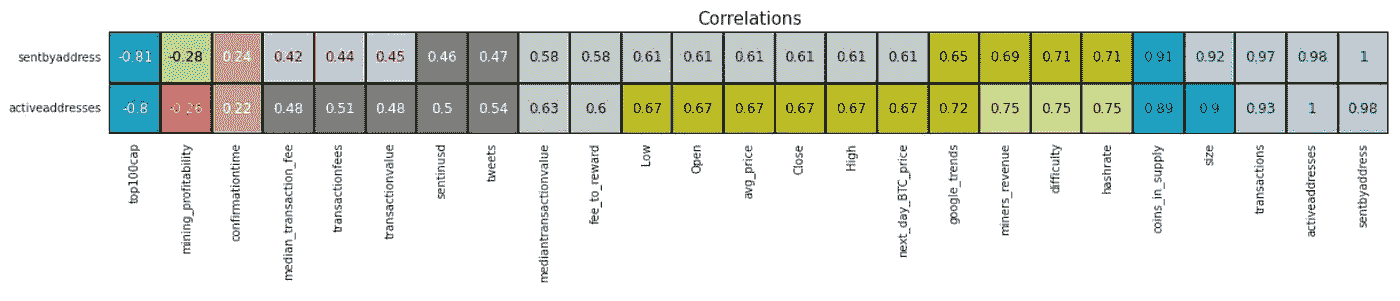 Correlations
sentbyaddress -0.81 -0.28 0.24 0.42 0.44 0.45 0.46 0.47 0.58 0.58 0.61 0.61 0.61 0.61 0.61 0.61 0.65 0.69 0.71 0.71 0.91 0.92 0.97 0.98 1
activeaddresses -0.8 -0.26 0.22 0.48 0.51 0.48 0.5 0.54 0.63 0.6 0.67 0.67 0.67 0.67 0.67 0.67 0.72 0.75 0.75 0.75 0.89 0.9 0.93 1 0.98
top100cap
mining_profitability
confirmationtime
median_transaction_fee
transactionfees
transactionvalue
sentinusd
tweets
mediantransactionvalue
fee_to_reward
Low
Open
avg_price
Close
High
next_day_BTC_price
google_trends
miners_revenue
difficulty
hashrate
coins_in_supply
size
transactions
activeaddresses
sentbyaddress